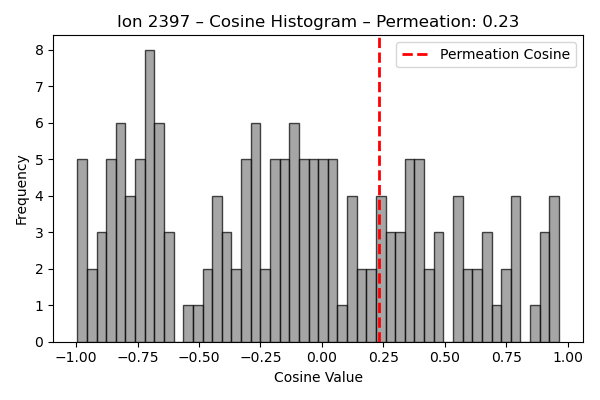 Ion 2397 – Cosine Histogram – Permeation: 0.23
Permeation Cosine
Frequency
8
7
6
5
4
3
2
1
0
−1.00 −0.75 −0.50 −0.25 0.00 0.25 0.50 0.75 1.00
Cosine Value